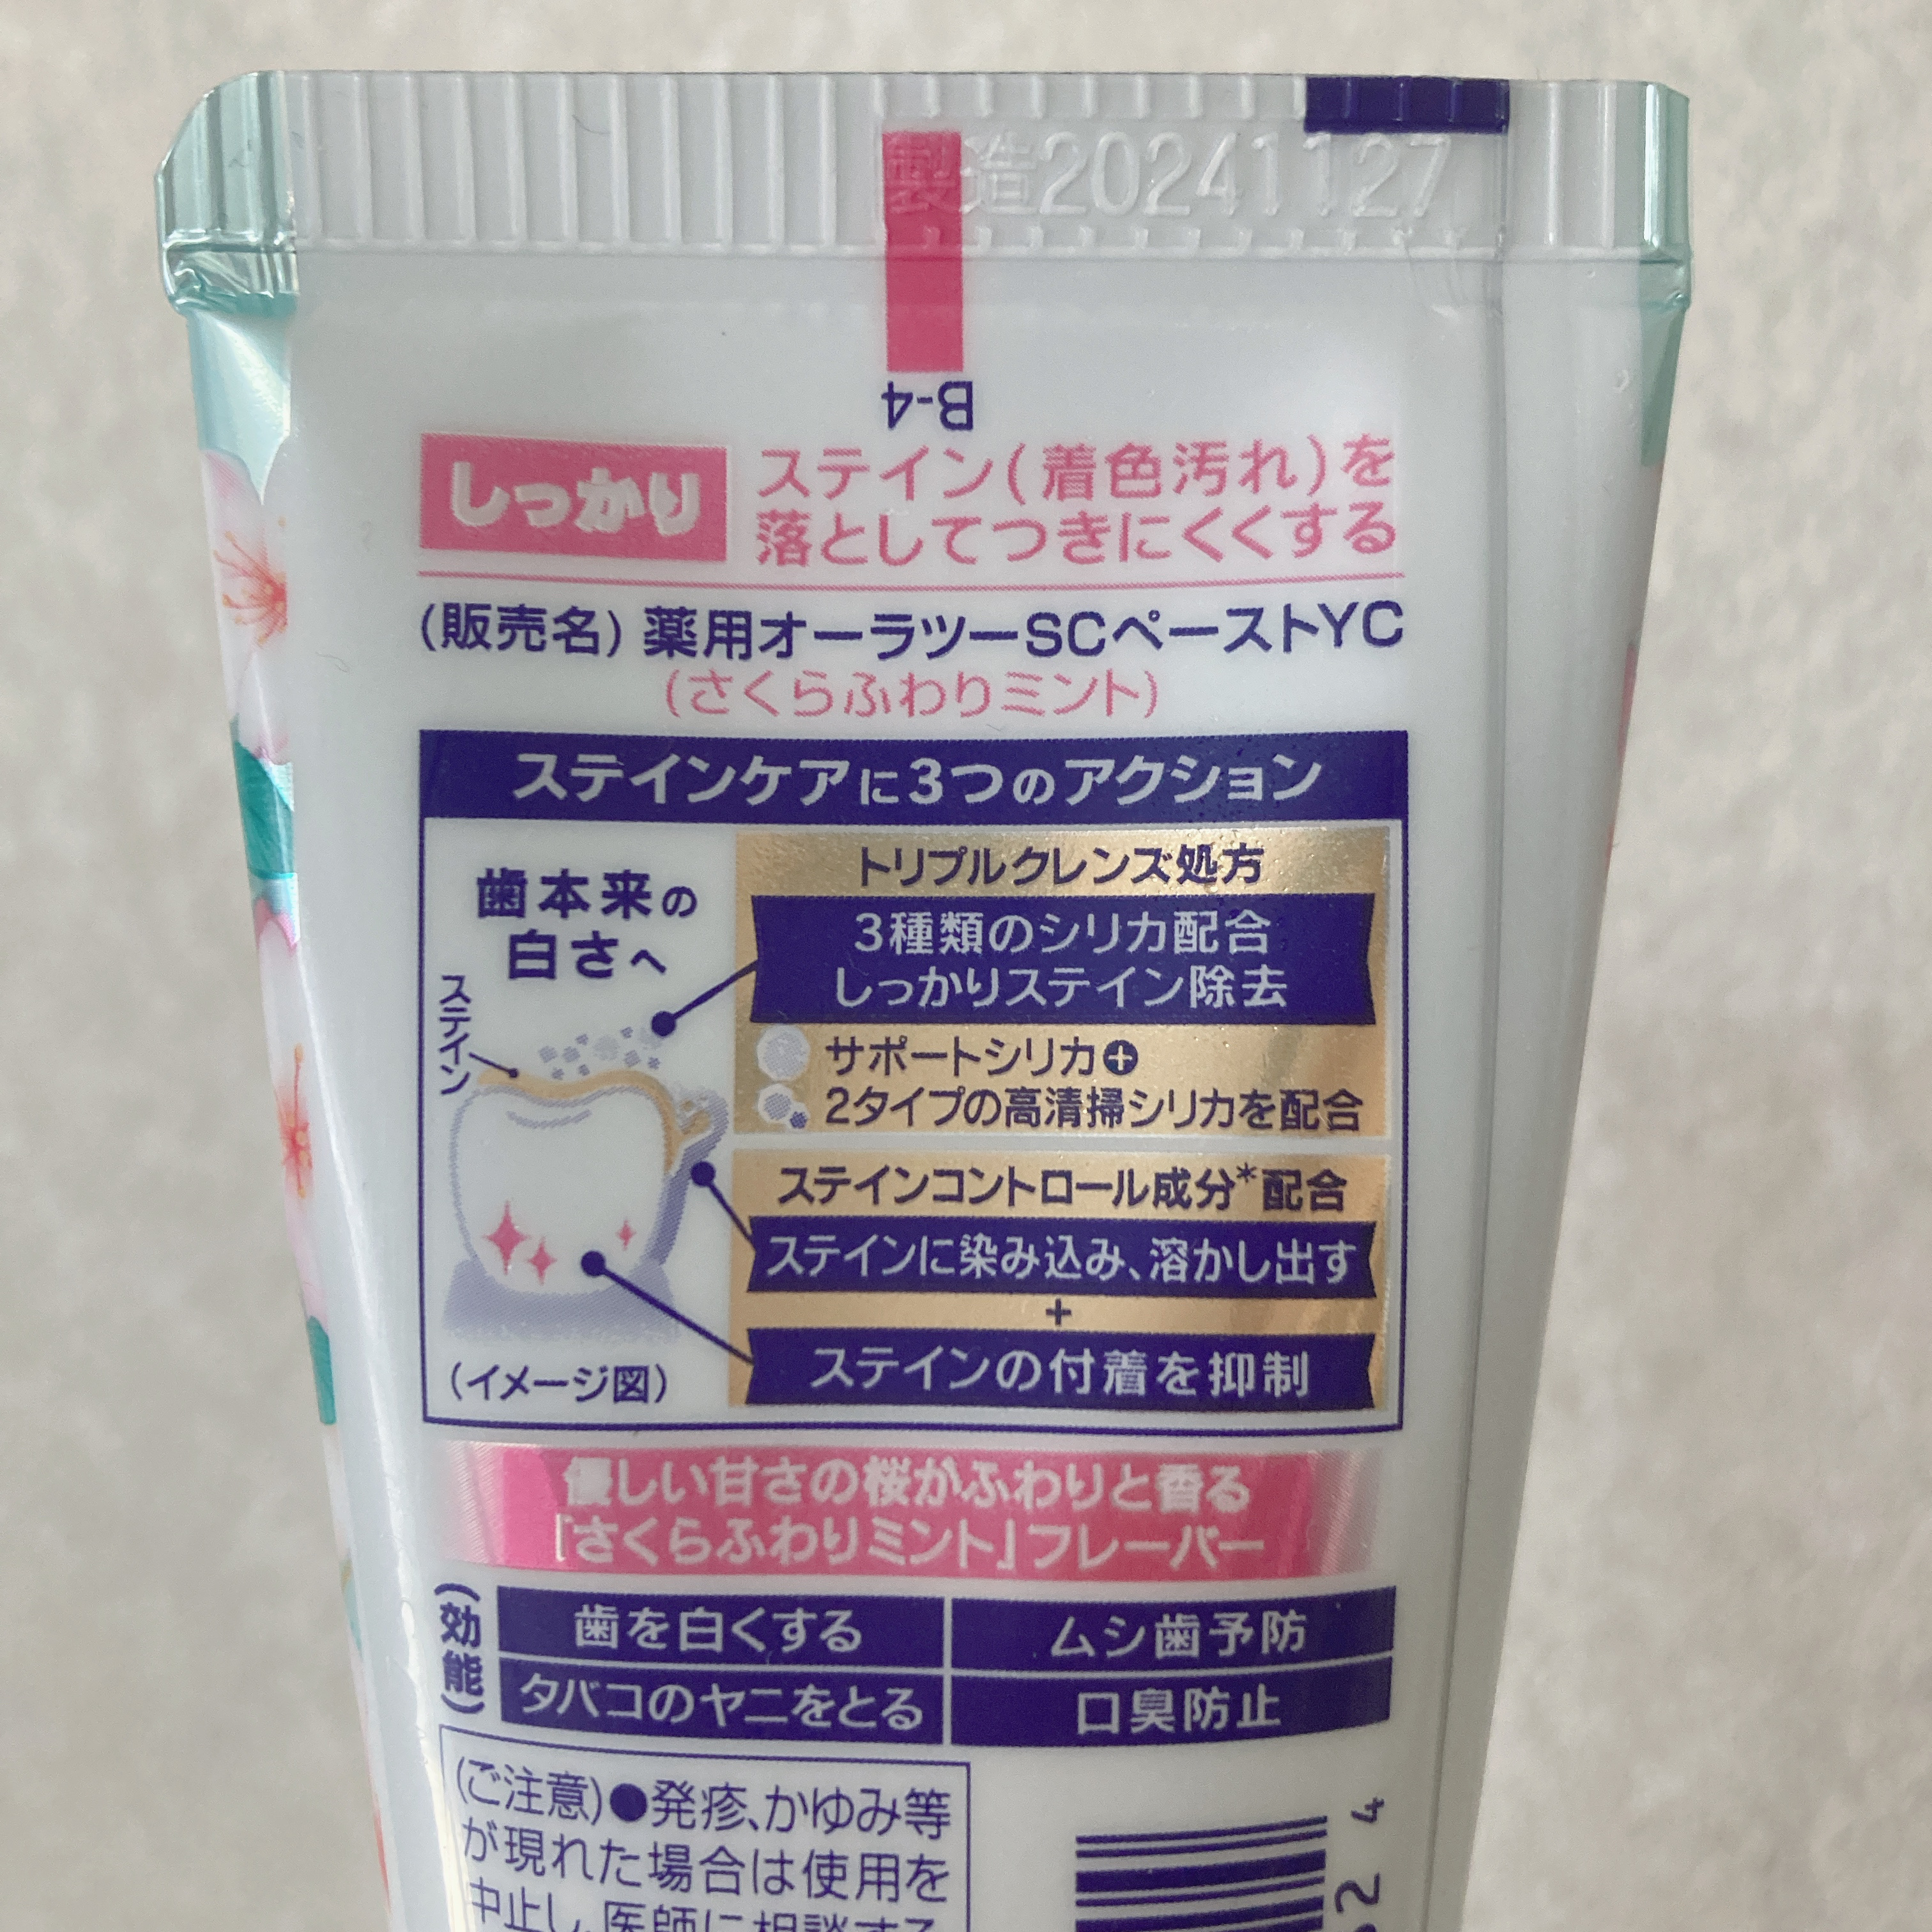 製造20241127
B-4
しっかり
ステイン(着色汚れ)を
落としてつきにくくする
(販売名) 薬用オーラツーSCペーストYC
(さくらふわりミント)
ステインケアに3つのアクション
歯本来の
白さへ
ステイン
(イメージ図)
トリプルクレンズ処方
3種類のシリカ配合
しっかりステイン除去
サポートシリカ+
2タイプの高清掃シリカを配合
ステインコントロール成分*配合
ステインに染み込み、溶かし出す
+
ステインの付着を抑制
優しい甘さの桜がふわりと香る
『さくらふわりミント』フレーバー
(効能)
歯を白くする
ムシ歯予防
タバコのヤニをとる
口臭防止
(ご注意)●発疹、かゆみ等
が現れた場合は使用を
中止し、医師に相談する
2 4